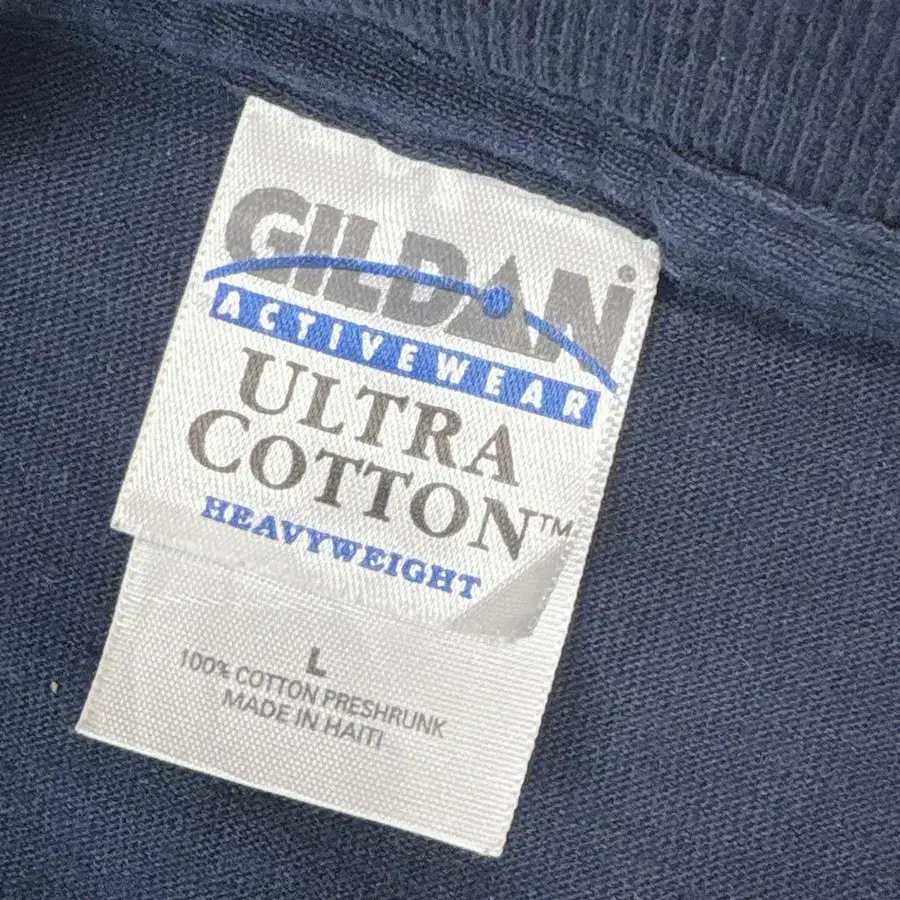 GILDAN®
ACTIVEWEAR
ULTRA
COTTON™
HEAVYWEIGHT
L
100% COTTON PRESHRUNK
MADE IN HAITI